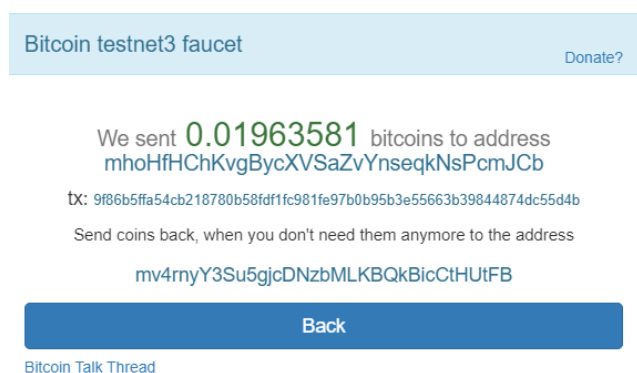 Bitcoin testnet3 faucet
Donate?
We sent 0.01963581 bitcoins to address
mhoHfHChKvgBycXVSaZvYnseqkNsPcmJCb
tx: 9f86b5ffa54cb218780b58fdf1fc981fe97b0b95b3e55663b39844874dc55d4b
Send coins back, when you don't need them anymore to the address
mv4rnyY3Su5gjcDNzbMLKBQkBicCtHUtFB
Back
Bitcoin Talk Thread